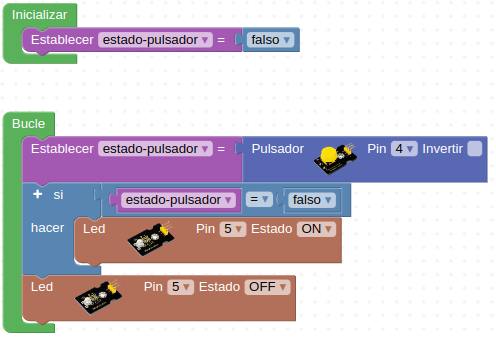 Inicializar
Establecer estado-pulsador = falso
Bucle
Establecer estado-pulsador = Pulsador Pin 4 Invertir
+ si estado-pulsador = falso
hacer Led Pin 5 Estado ON
Led Pin 5 Estado OFF